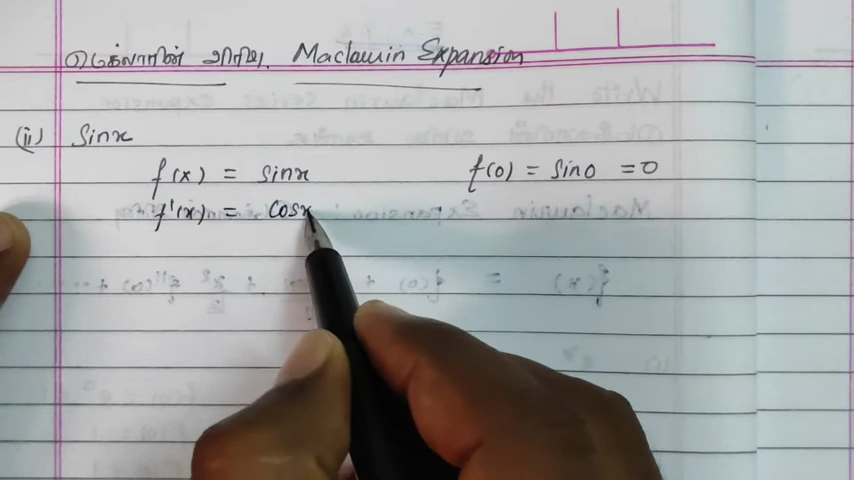 மெக்லாரின் விரிவு. Maclaurin Expansion
(ii) Sinx
f(x) = sinx f(0) = sin0 = 0
f'(x) = cosx